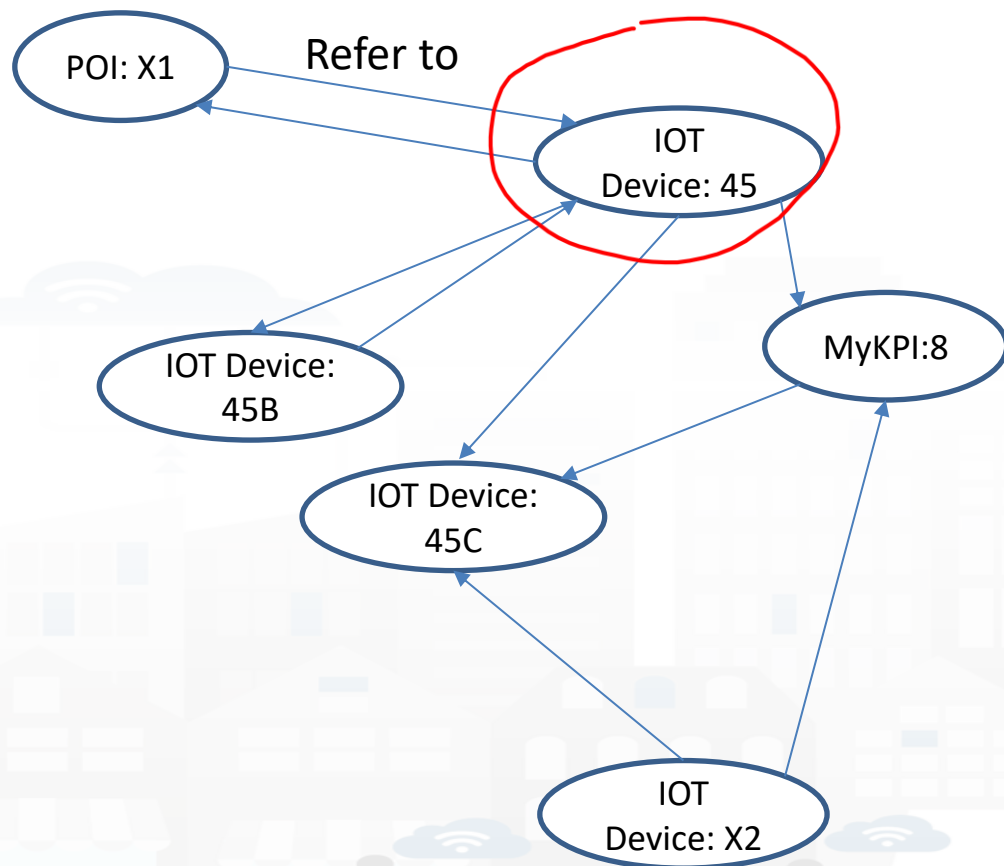 POI: X1
Refer to
IOT
Device: 45
IOT Device:
45B
MyKPI:8
IOT Device:
45C
IOT
Device: X2